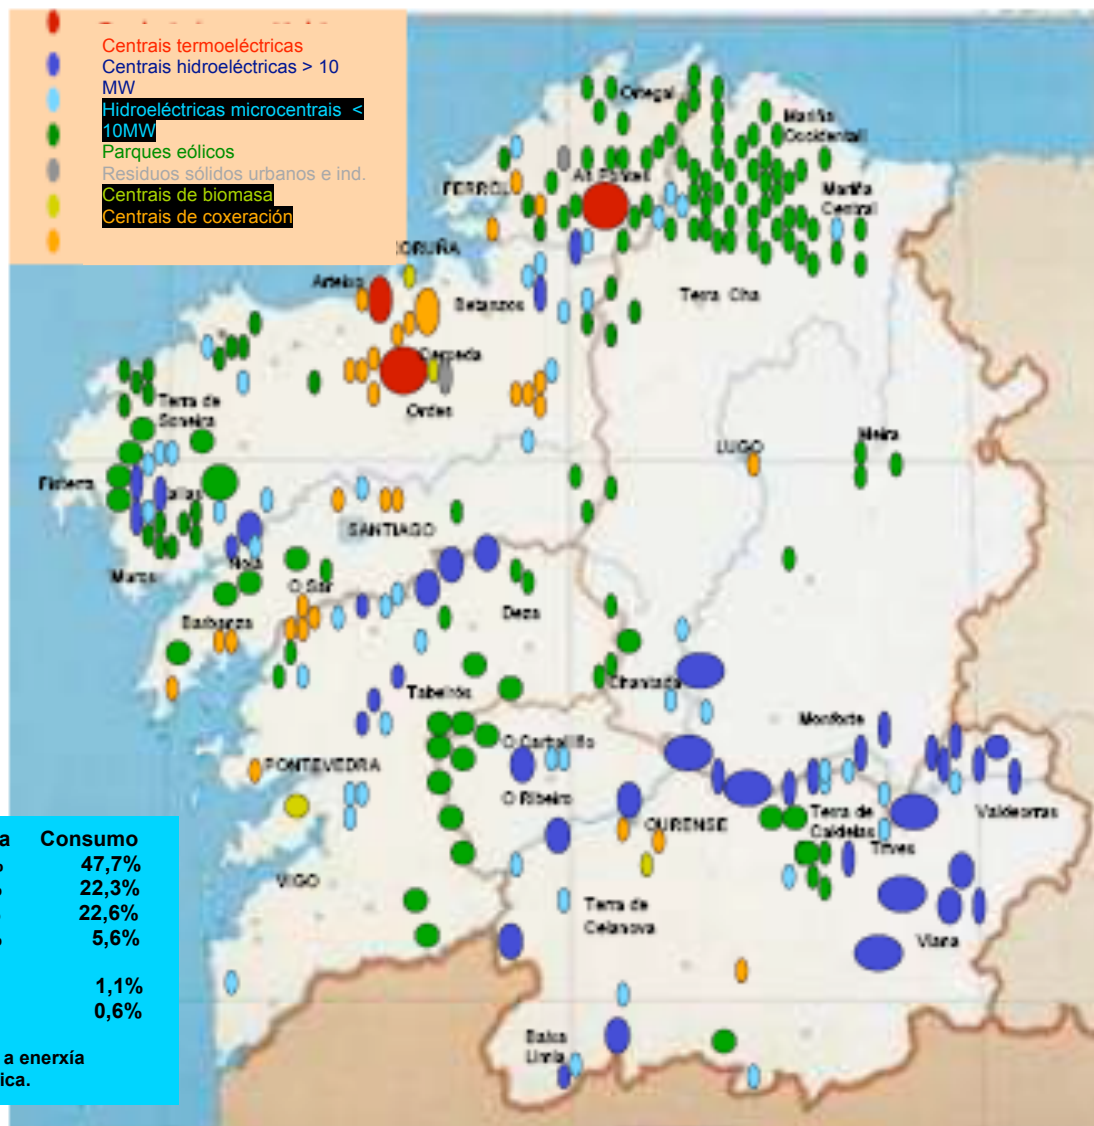 Centrais termoeléctricas
Centrais hidroeléctricas > 10
MW
Hidroeléctricas microcentrais <
10MW
Parques eólicos
Residuos sólidos urbanos e ind.
Centrais de biomasa
Centrais de coxeración
Ortegal
Mariña
Occidental
As Pontes
FERROL
Mariña
Central
CORUÑA
Arteixo
Betanzos
Terra Cha
Cerceda
Ordes
Terra de
Soneira
LUGO
Meira
Fisterra
SANTIAGO
Muros
Noia
O Sar
Barbanza
Deza
Chantada
Tabeirós
Monforte
O Carballiño
PONTEVEDRA
O Ribeiro
OURENSE
Terra de
Caldelas
Valdeorras
Trives
VIGO
Terra de
Celanova
Viana
Baixa
Limia
a Consumo
% 47,7%
% 22,3%
22,6%
% 5,6%
1,1%
0,6%
a enerxía
ica.